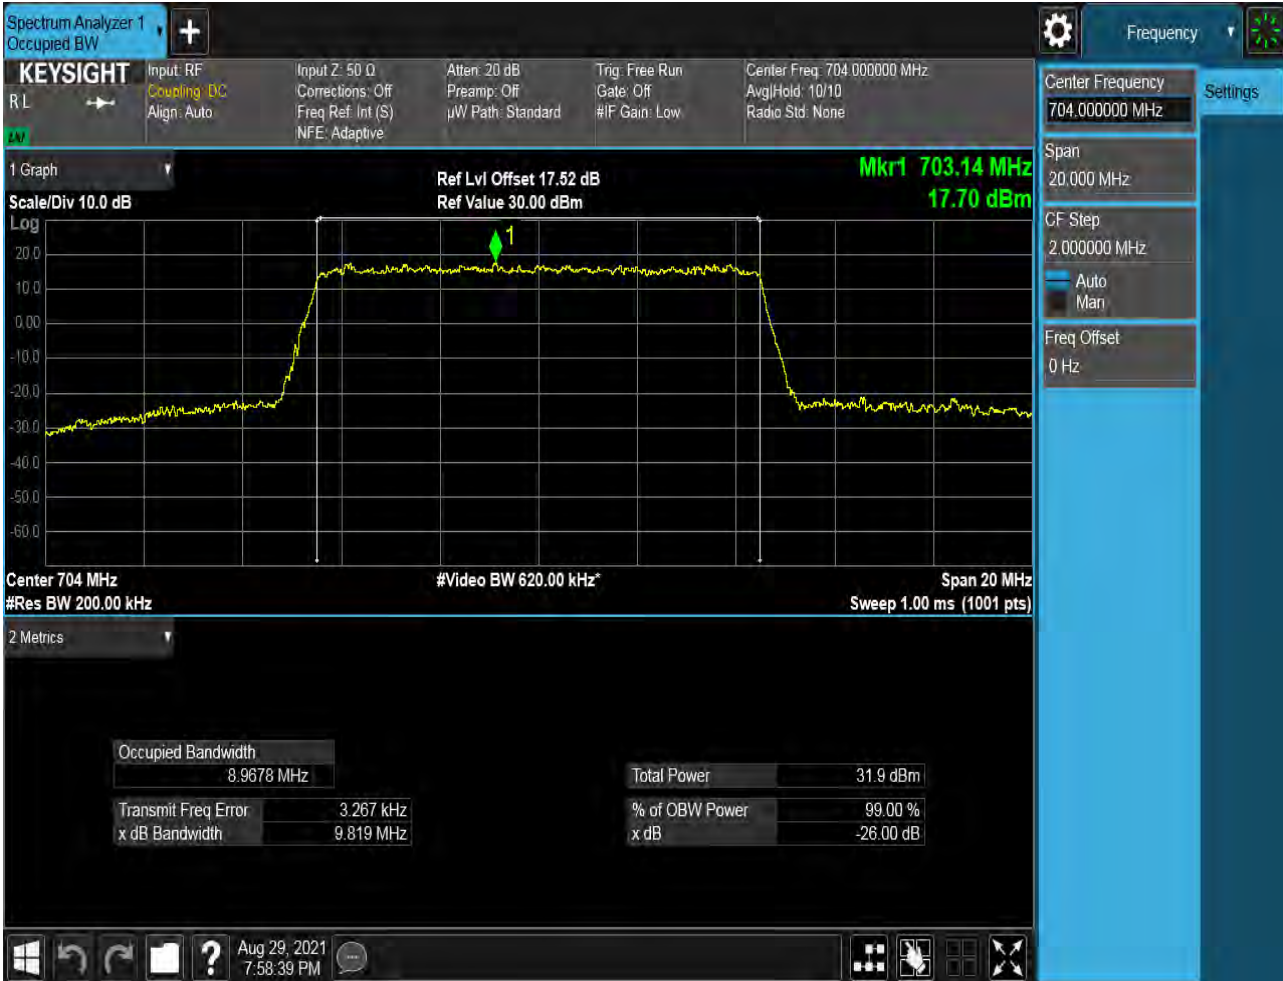 Spectrum Analyzer 1
Occupied BW
+
Frequency
KEYSIGHT
R L
Input: RF
Coupling: DC
Align: Auto
Input Z: 50 Ω
Corrections: Off
Freq Ref: Int (S)
NFE: Adaptive
Atten: 20 dB
Preamp: Off
µW Path: Standard
Trig: Free Run
Gate: Off
#IF Gain: Low
Center Freq: 704.000000 MHz
Avg|Hold: 10/10
Radio Std: None
Center Frequency
704.000000 MHz
Settings
Span
20.000 MHz
CF Step
2.000000 MHz
Auto
Man
Freq Offset
0 Hz
1 Graph
Scale/Div 10.0 dB
Log
Ref Lvl Offset 17.52 dB
Ref Value 30.00 dBm
Mkr1 703.14 MHz
17.70 dBm
1
20.0
10.0
0.00
-10.0
-20.0
-30.0
-40.0
-50.0
-60.0
Center 704 MHz
#Video BW 620.00 kHz*
Span 20 MHz
#Res BW 200.00 kHz
Sweep 1.00 ms (1001 pts)
2 Metrics
Occupied Bandwidth
8.9678 MHz
Transmit Freq Error 3.267 kHz
x dB Bandwidth 9.819 MHz
Total Power 31.9 dBm
% of OBW Power 99.00 %
x dB -26.00 dB
?
Aug 29, 2021
7:58:39 PM